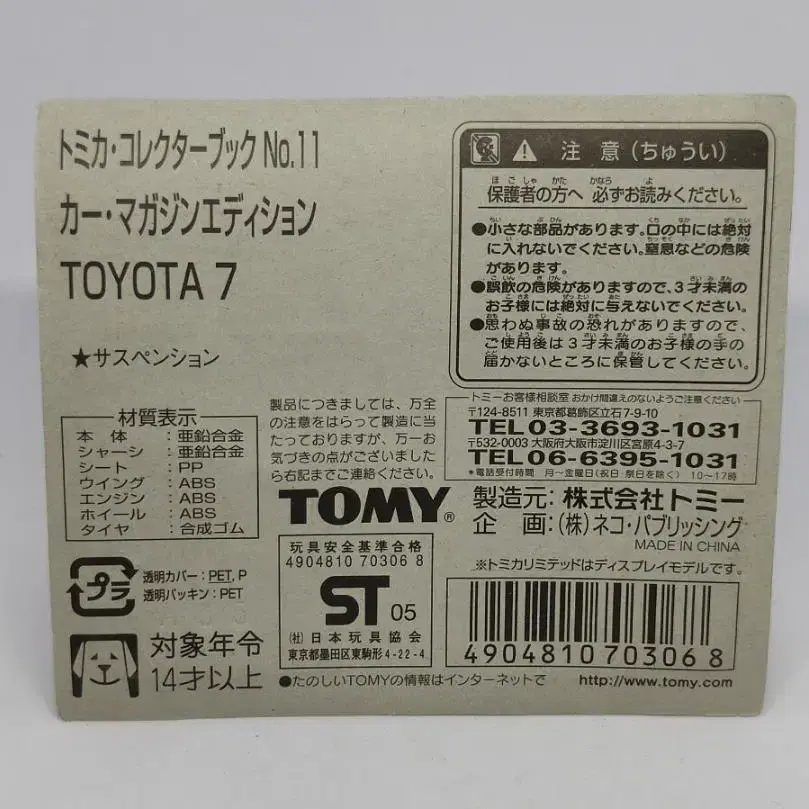 トミカ・コレクターブック No.11
カー・マガジンエディション
TOYOTA 7
★サスペンション
材質表示
本体：亜鉛合金
シャーシ：亜鉛合金
シート：PP
ウイング：ABS
エンジン：ABS
ホイール：ABS
タイヤ：合成ゴム
プラ
透明カバー：PET, P
透明パッキン：PET
対象年令
14才以上
注意（ちゅうい）
保護者の方へ 必ずお読みください。
●小さな部品があります。口の中には絶対
に入れないでください。窒息などの危険
があります。
●誤飲の危険がありますので、3才未満の
お子様には絶対に与えないでください。
●思わぬ事故の恐れがありますので、
ご使用後は3才未満のお子様の手の
届かないところに保管してください。
製品につきましては、万全
の注意をはらって製造に当
たっておりますが、万一お
気づきの点がございました
ら右記までご連絡ください。
トミーお客様相談室 おかけ間違えのないようご注意ください
〒124-8511 東京都葛飾区立石7-9-10
TEL03-3693-1031
〒532-0003 大阪府大阪市淀川区宮原4-3-7
TEL06-6395-1031
*電話受付時間 月〜金曜日(祝日・祭日を除く) 10〜17時
TOMY®
製造元：株式会社トミー
企画：(株)ネコ・パブリッシング
MADE IN CHINA
※トミカリミテッドはディスプレイモデルです。
玩具安全基準合格
4904810 70306 8
ST 05
(社)日本玩具協会
東京都墨田区東駒形4-22-4
4904810703068
●たのしいTOMYの情報はインターネットで http://www.tomy.com